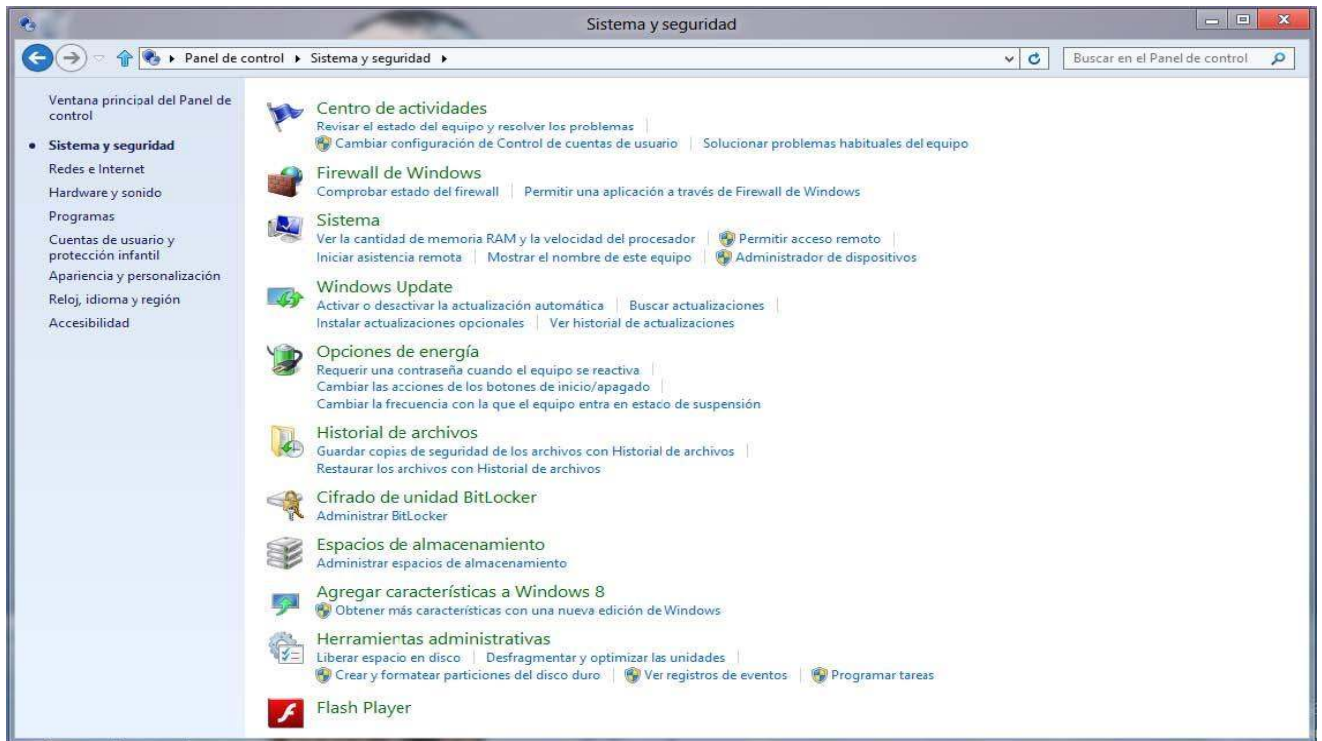 Sistema y seguridad
Panel de control Sistema y seguridad
Buscar en el Panel de control
Ventana principal del Panel de
control
Sistema y seguridad
Redes e Internet
Hardware y sonido
Programas
Cuentas de usuario y
protección infantil
Apariencia y personalización
Reloj, idioma y región
Accesibilidad
Centro de actividades
Revisar el estado del equipo y resolver los problemas
Cambiar configuración de Control de cuentas de usuario Solucionar problemas habituales del equipo
Firewall de Windows
Comprobar estado del firewall Permitir una aplicación a través de Firewall de Windows
Sistema
Ver la cantidad de memoria RAM y la velocidad del procesador Permitir acceso remoto
Iniciar asistencia remota Mostrar el nombre de este equipo Administrador de dispositivos
Windows Update
Activar o desactivar la actualización automática Buscar actualizaciones
Instalar actualizaciones opcionales Ver historial de actualizaciones
Opciones de energía
Requerir una contraseña cuando el equipo se reactiva
Cambiar las acciones de los botones de inicio/apagado
Cambiar la frecuencia con la que el equipo entra en estado de suspensión
Historial de archivos
Guardar copias de seguridad de los archivos con Historial de archivos
Restaurar los archivos con Historial de archivos
Cifrado de unidad BitLocker
Administrar BitLocker
Espacios de almacenamiento
Administrar espacios de almacenamiento
Agregar características a Windows 8
Obtener más características con una nueva edición de Windows
Herramientas administrativas
Liberar espacio en disco Desfragmentar y optimizar las unidades
Crear y formatear particiones del disco duro Ver registros de eventos Programar tareas
Flash Player